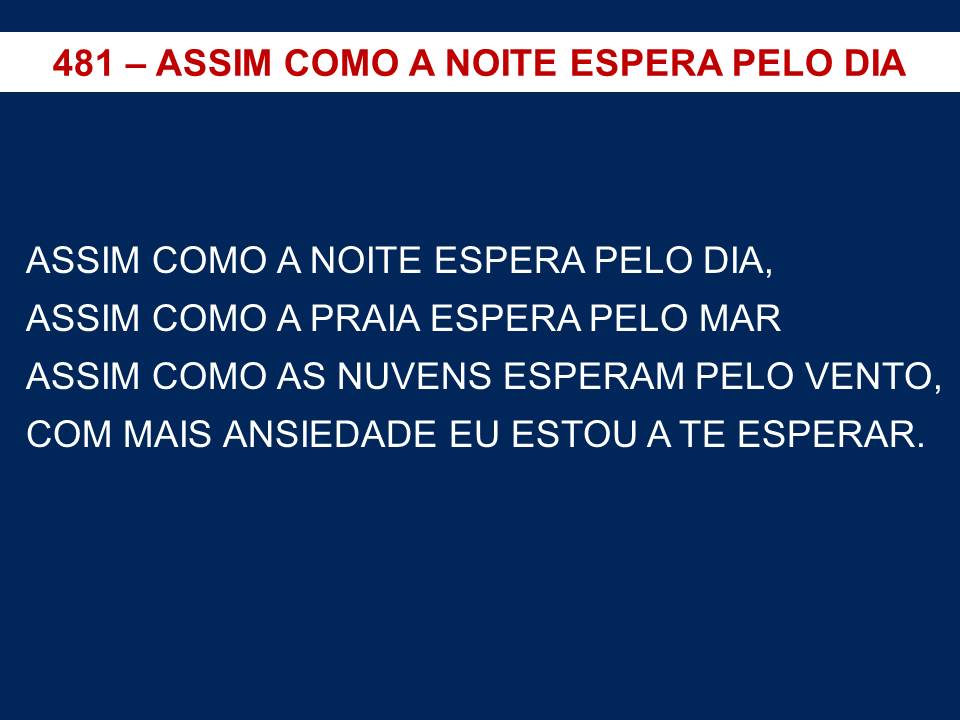 481 – ASSIM COMO A NOITE ESPERA PELO DIA
ASSIM COMO A NOITE ESPERA PELO DIA,
ASSIM COMO A PRAIA ESPERA PELO MAR
ASSIM COMO AS NUVENS ESPERAM PELO VENTO,
COM MAIS ANSIEDADE EU ESTOU A TE ESPERAR.